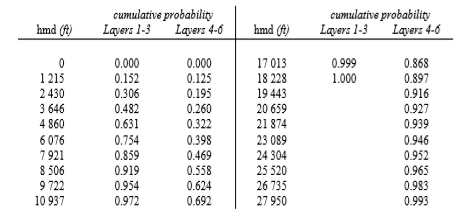 cumulative probability cumulative probability
hmd (ft) Layers 1-3 Layers 4-6 hmd (ft) Layers 1-3 Layers 4-6
0 0.000 0.000 17 013 0.999 0.868
1 215 0.152 0.125 18 228 1.000 0.897
2 430 0.306 0.195 19 443 0.916
3 646 0.482 0.260 20 659 0.927
4 860 0.631 0.322 21 874 0.939
6 076 0.754 0.398 23 089 0.946
7 921 0.859 0.469 24 304 0.952
8 506 0.919 0.558 25 520 0.965
9 722 0.954 0.624 26 735 0.983
10 937 0.972 0.692 27 950 0.993